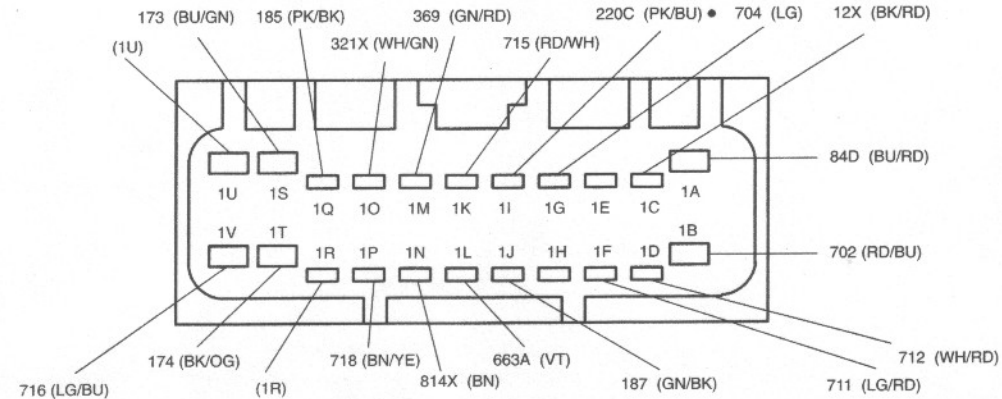 173 (BU/GN)
185 (PK/BK)
369 (GN/RD)
220C (PK/BU) •
704 (LG)
12X (BK/RD)
(1U)
321X (WH/GN)
715 (RD/WH)
84D (BU/RD)
1U 1S 1Q 1O 1M 1K 1I 1G 1E 1C 1A
1V 1T 1R 1P 1N 1L 1J 1H 1F 1D 1B
702 (RD/BU)
174 (BK/OG)
718 (BN/YE)
663A (VT)
712 (WH/RD)
716 (LG/BU)
(1R)
814X (BN)
187 (GN/BK)
711 (LG/RD)